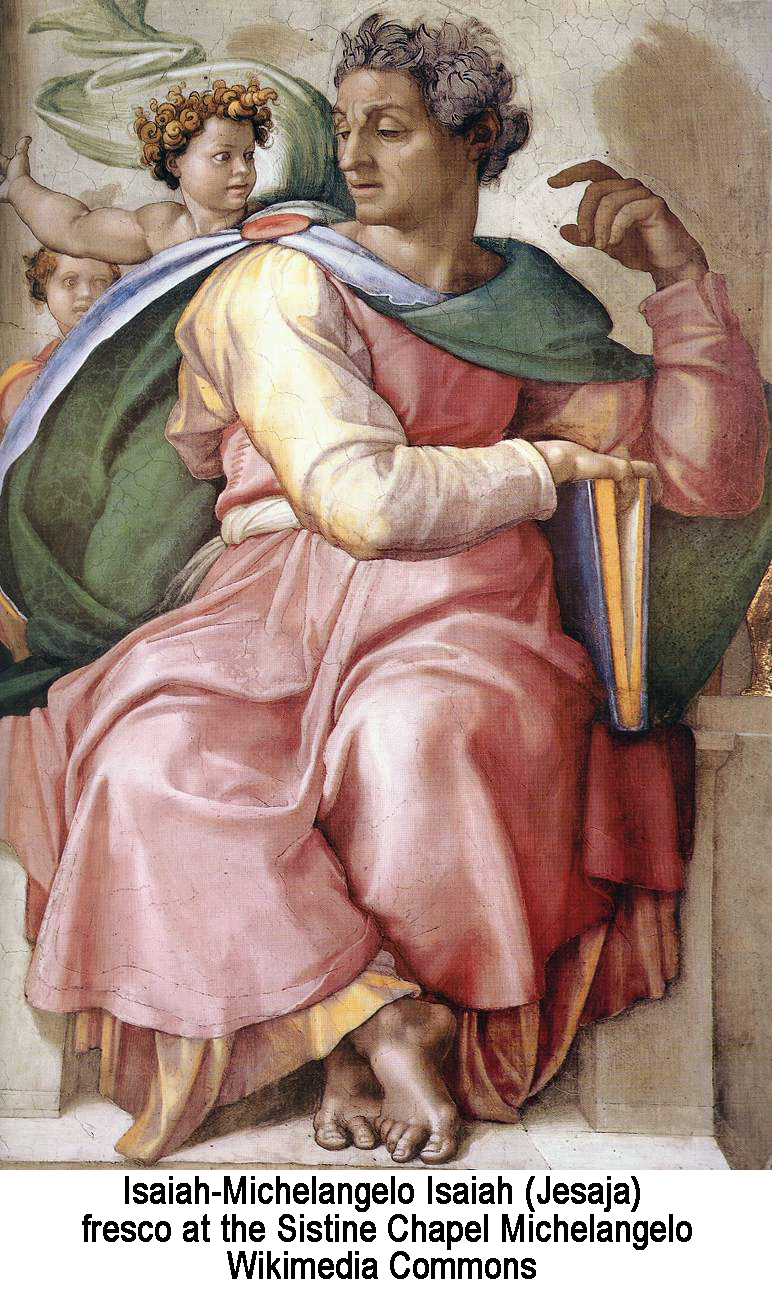 Isaiah-Michelangelo Isaiah (Jesaja)
fresco at the Sistine Chapel Michelangelo
Wikimedia Commons